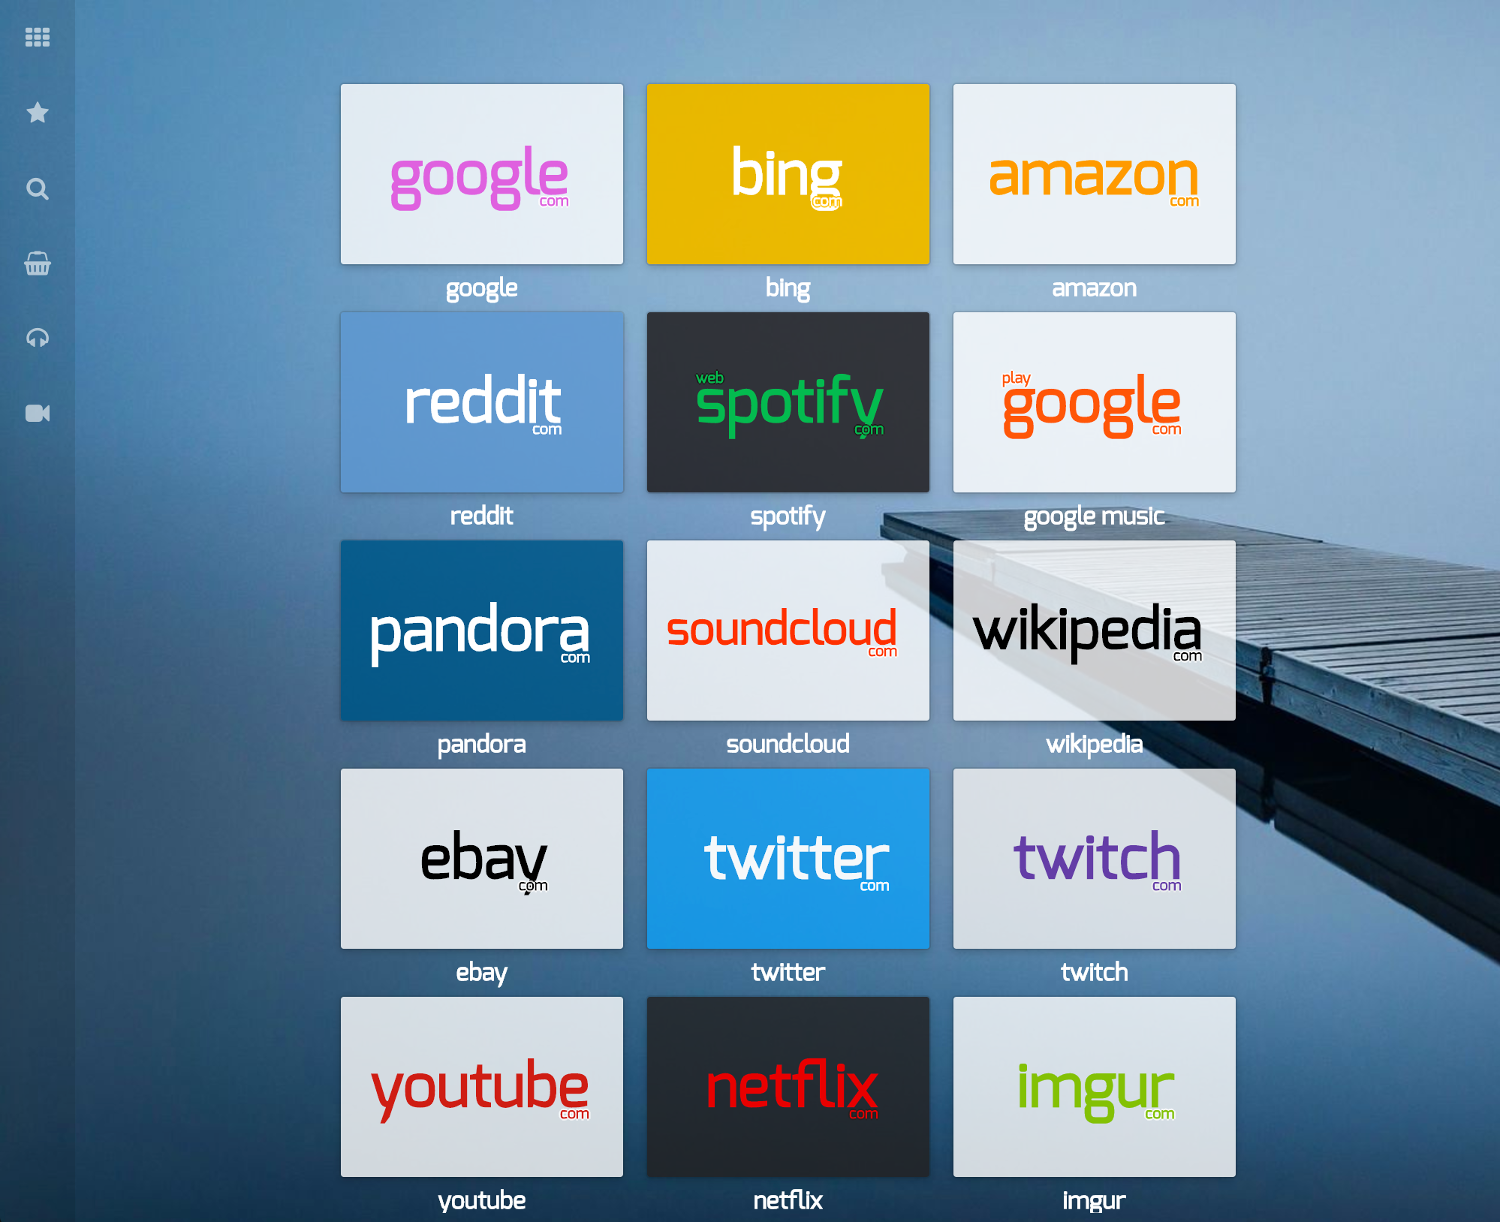 google
com
bing
com
amazon
com
google
bing
amazon
reddit
com
web
spotify
com
play
google
com
reddit
spotify
google music
pandora
com
soundcloud
com
wikipedia
com
pandora
soundcloud
wikipedia
ebay
com
twitter
com
twitch
com
ebay
twitter
twitch
youtube
com
netflix
com
imgur
com
youtube
netflix
imgur